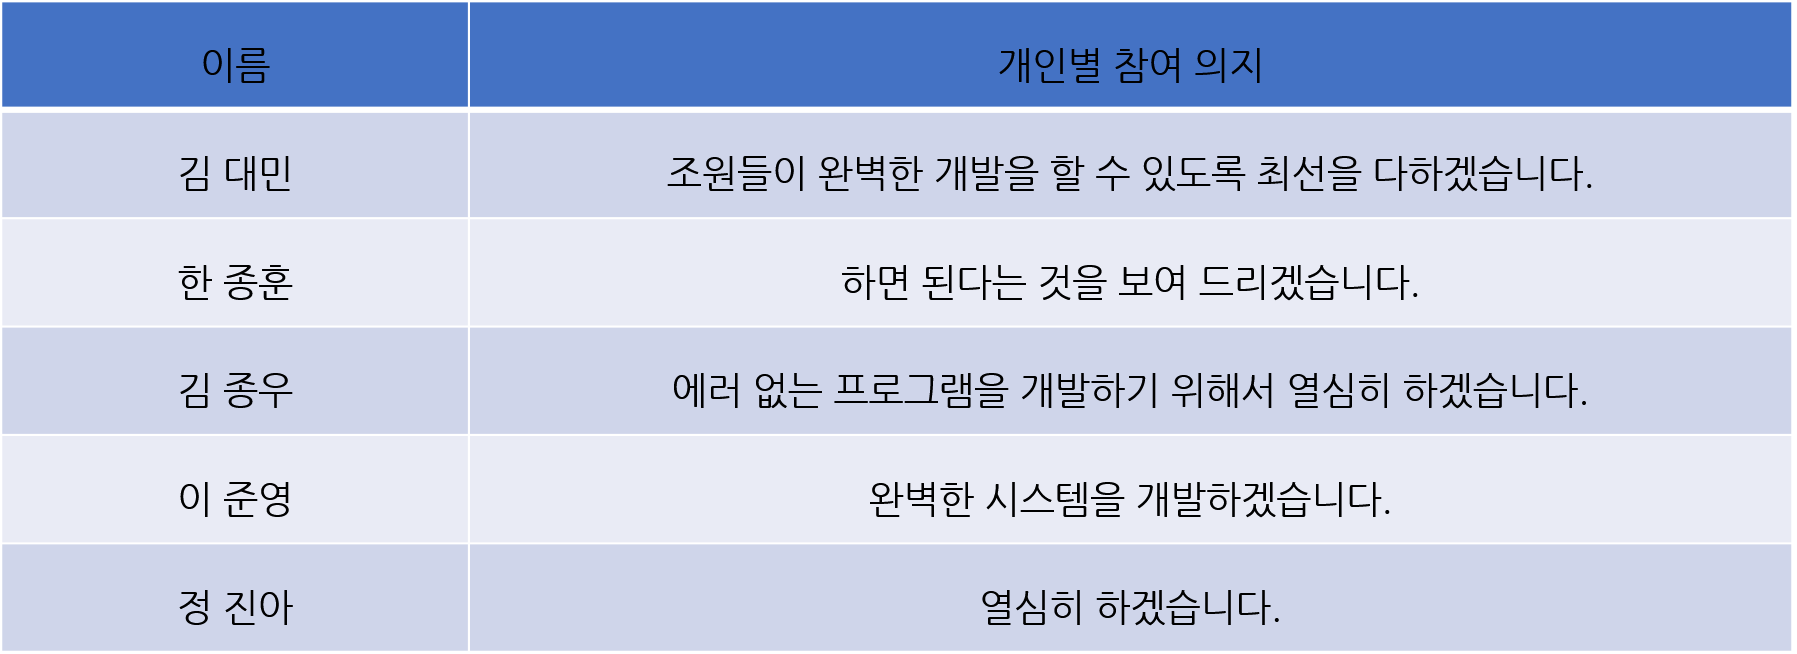 이름 개인별 참여 의지
김 대민 조원들이 완벽한 개발을 할 수 있도록 최선을 다하겠습니다.
한 종훈 하면 된다는 것을 보여 드리겠습니다.
김 종우 에러 없는 프로그램을 개발하기 위해서 열심히 하겠습니다.
이 준영 완벽한 시스템을 개발하겠습니다.
정 진아 열심히 하겠습니다.